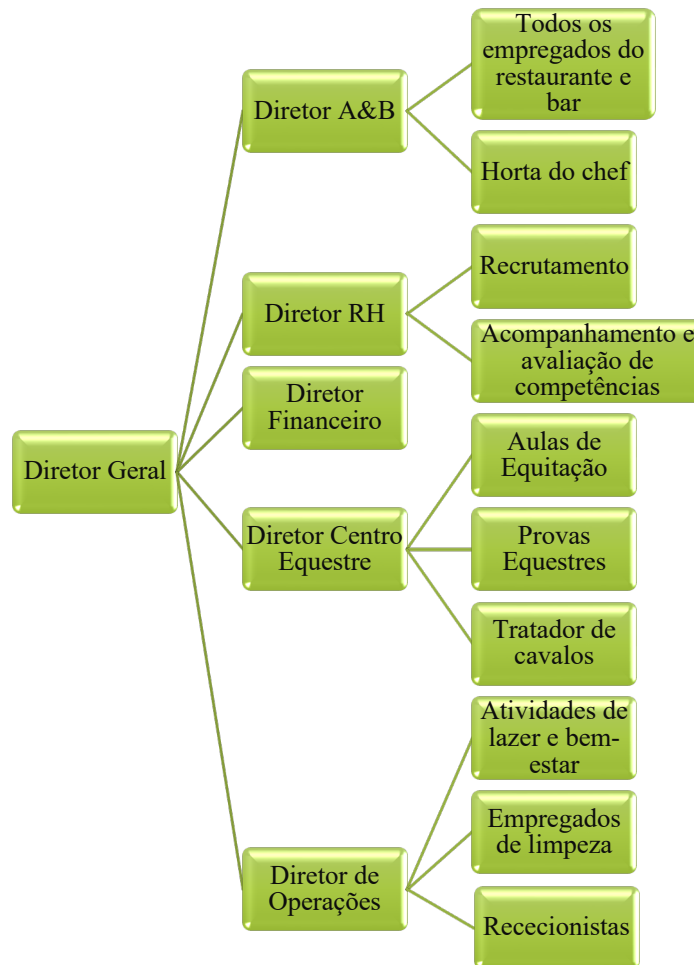 Todos os
empregados do
restaurante e
bar
Diretor A&B
Horta do chef
Recrutamento
Diretor RH
Acompanhamento e
avaliação de
competências
Diretor
Financeiro
Diretor Geral
Aulas de
Equitação
Diretor Centro
Equestre
Provas
Equestres
Tratador de
cavalos
Atividades de
lazer e bem-
estar
Empregados
de limpeza
Diretor de
Operações
Rececionistas